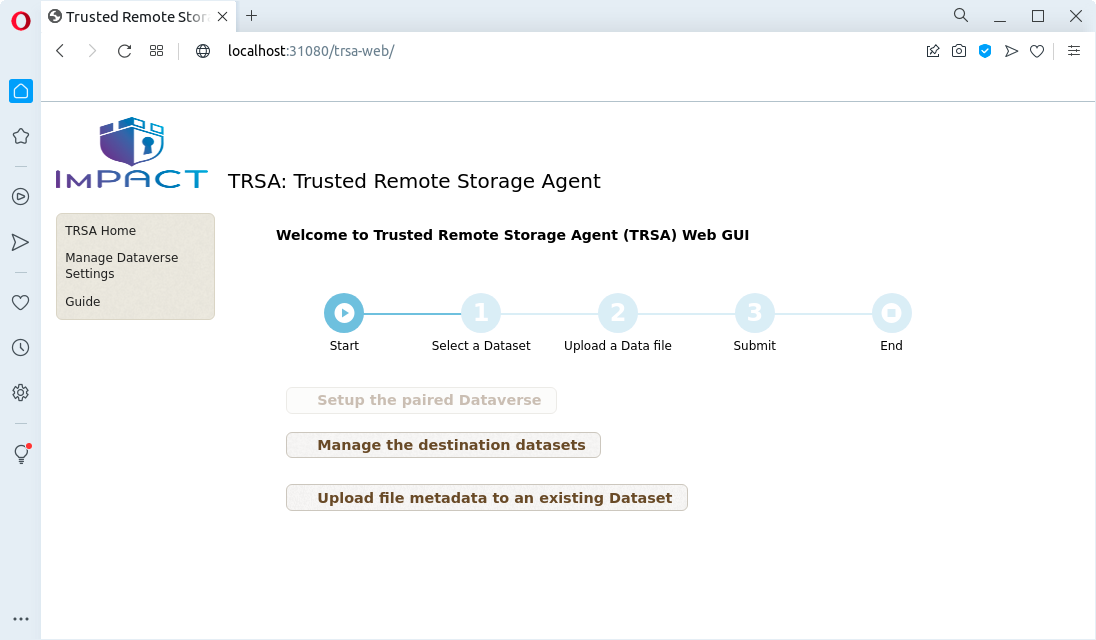 Trusted Remote Stor
localhost:31080/trsa-web/
IMPACT
TRSA: Trusted Remote Storage Agent
TRSA Home
Manage Dataverse
Settings
Guide
Welcome to Trusted Remote Storage Agent (TRSA) Web GUI
1 2 3
Start Select a Dataset Upload a Data file Submit End
Setup the paired Dataverse
Manage the destination datasets
Upload file metadata to an existing Dataset